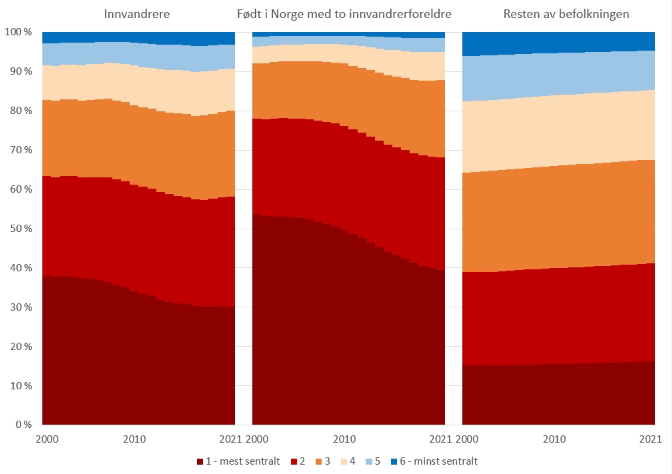 Innvandrere
Født i Norge med to innvandrerforeldre
Resten av befolkningen
100 %
90 %
80 %
70 %
60 %
50 %
40 %
30 %
20 %
10 %
0 %
2000 2010 2021 2000 2010 2021 2000 2010 2021
1 - mest sentralt 2 3 4 5 6 - minst sentralt